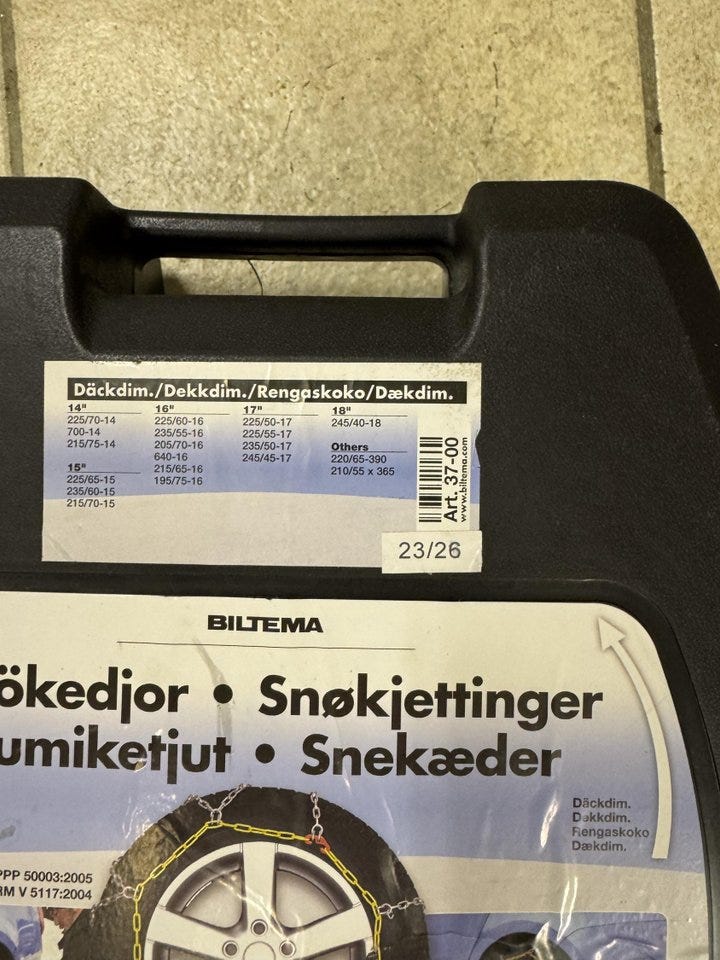 Däckdim./Dekkdim./Rengaskoko/Dækdim.
14"
225/70-14
700-14
215/75-14
15"
225/65-15
235/60-15
215/70-15
16"
225/60-16
235/55-16
205/70-16
640-16
215/65-16
195/75-16
17"
225/50-17
225/55-17
235/50-17
245/45-17
18"
245/40-18
Others
220/65-390
210/55 x 365
Art. 37-00
www.biltema.com
23/26
BILTEMA
ökedjor • Snøkjettinger
umiketjut • Snekæder
Däckdim.
Dekkdim.
Rengaskoko
Dækdim.
PPP 50003:2005
RM V 5117:2004